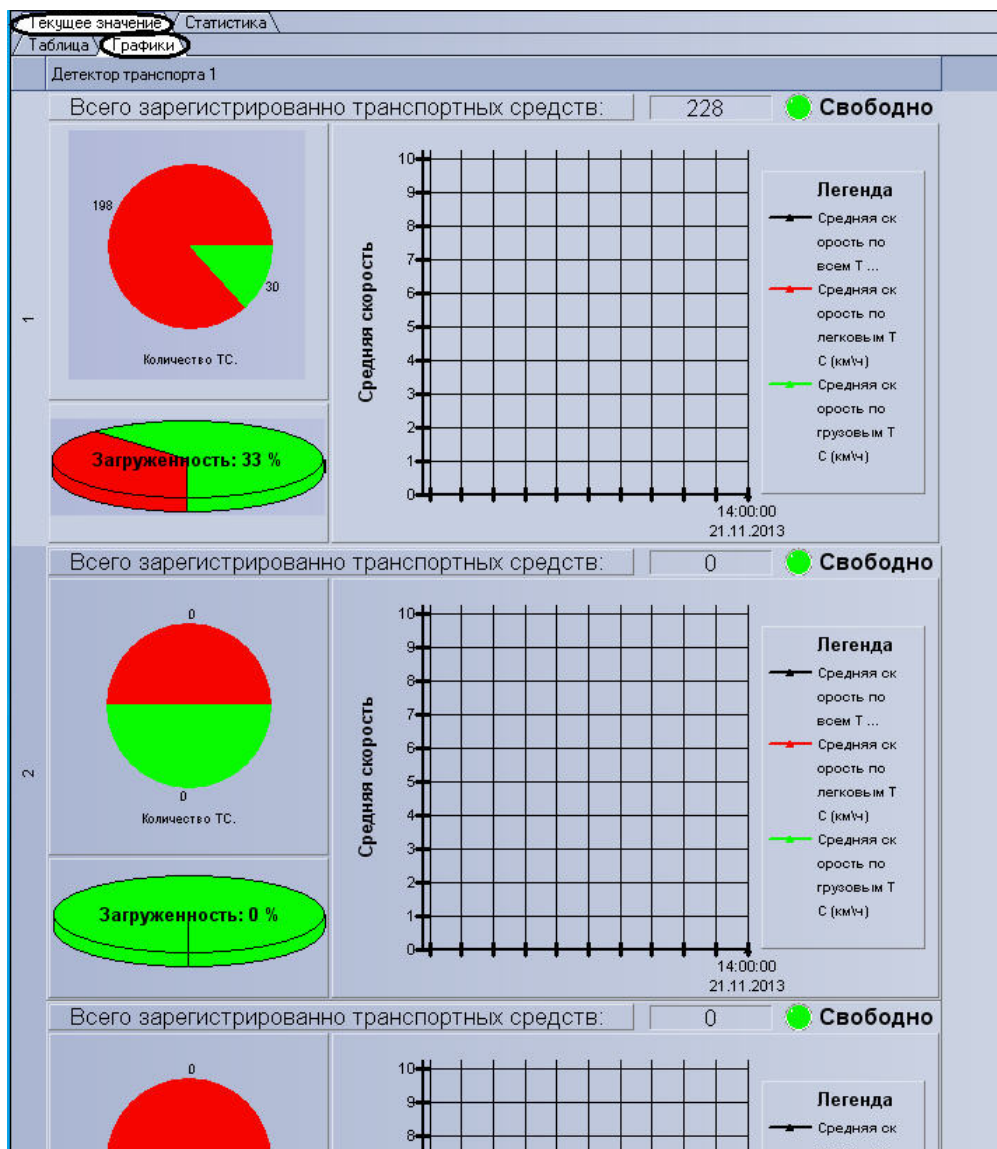 Текущее значение Статистика
Таблица Графики
Детектор транспорта 1
Всего зарегистрированно транспортных средств: 228 Свободно
1
198
30
Количество ТС.
Загруженность: 33 %
Средняя скорость
10
9
8
7
6
5
4
3
2
1
0
14:00:00
21.11.2013
Легенда
Средняя ск
орость по
всем Т ...
Средняя ск
орость по
легковым Т
С (км\ч)
Средняя ск
орость по
грузовым Т
С (км\ч)
Всего зарегистрированно транспортных средств: 0 Свободно
2
0
0
Количество ТС.
Загруженность: 0 %
Средняя скорость
10
9
8
7
6
5
4
3
2
1
0
14:00:00
21.11.2013
Легенда
Средняя ск
орость по
всем Т ...
Средняя ск
орость по
легковым Т
С (км\ч)
Средняя ск
орость по
грузовым Т
С (км\ч)
Всего зарегистрированно транспортных средств: 0 Свободно
0
10
9
8
Легенда
Средняя ск